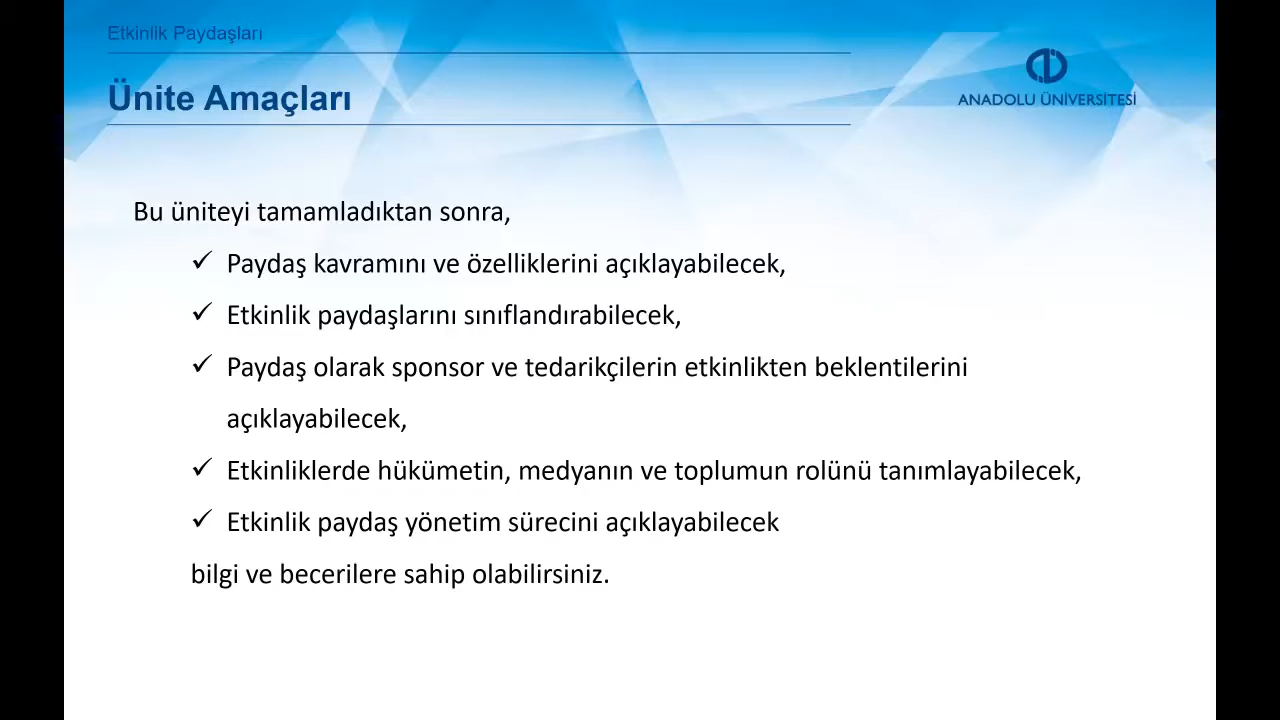 Etkinlik Paydaşları
Ünite Amaçları
ANADOLU ÜNİVERSİTESİ
Bu üniteyi tamamladıktan sonra,
✓ Paydaş kavramını ve özelliklerini açıklayabilecek,
✓ Etkinlik paydaşlarını sınıflandırabilecek,
✓ Paydaş olarak sponsor ve tedarikçilerin etkinlikten beklentilerini
açıklayabilecek,
✓ Etkinliklerde hükümetin, medyanın ve toplumun rolünü tanımlayabilecek,
✓ Etkinlik paydaş yönetim sürecini açıklayabilecek
bilgi ve becerilere sahip olabilirsiniz.